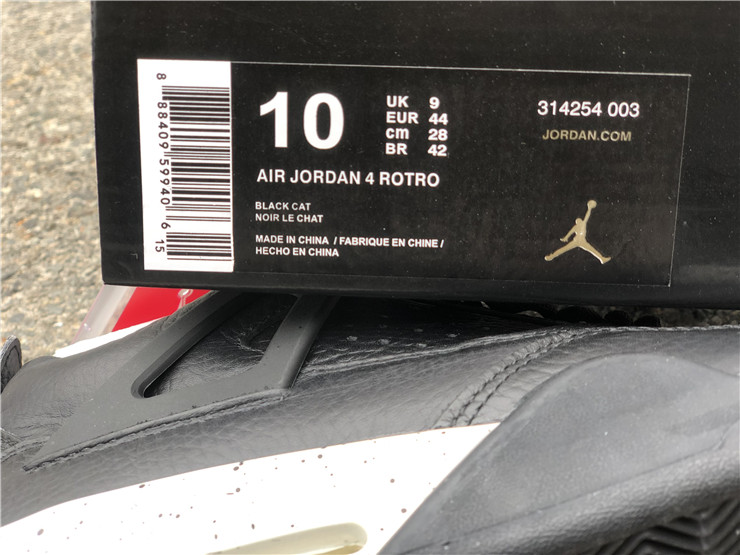 8 88409 59940 6 15
10
UK 9
EUR 44
cm 28
BR 42
314254 003
JORDAN.COM
AIR JORDAN 4 ROTRO
BLACK CAT
NOIR LE CHAT
MADE IN CHINA / FABRIQUE EN CHINE /
HECHO EN CHINA